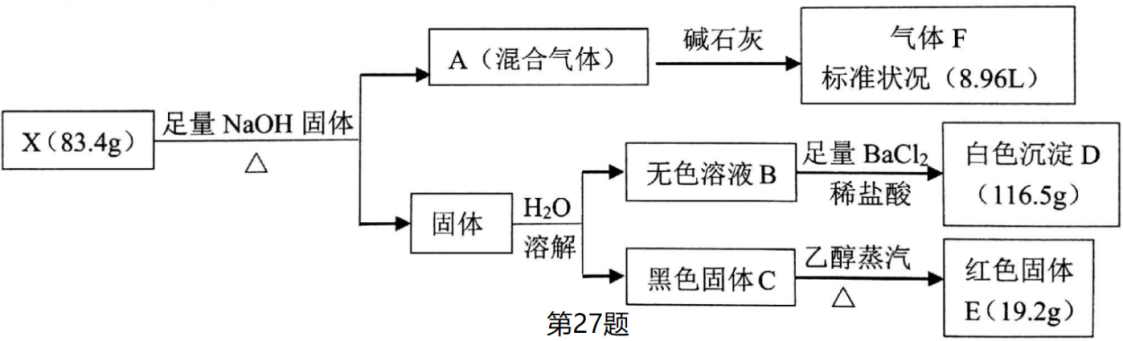 A（混合气体）
碱石灰
气体 F
标准状况（8.96L）
X（83.4g）
足量 NaOH 固体
△
固体
H₂O
溶解
无色溶液 B
足量 BaCl₂
稀盐酸
白色沉淀 D
（116.5g）
黑色固体 C
乙醇蒸汽
△
红色固体
E（19.2g）
第27题